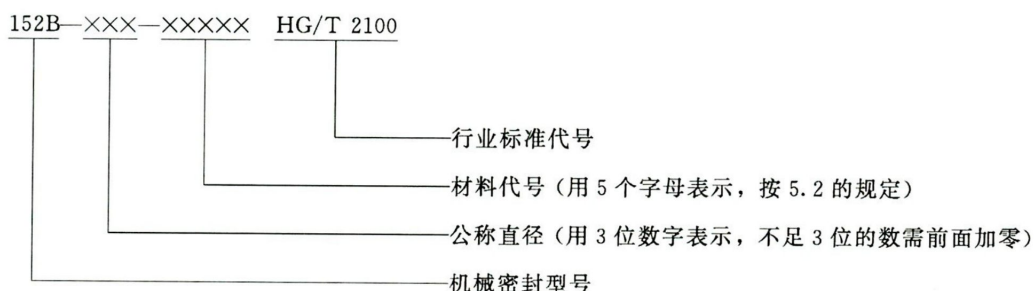 152B—×××—××××× HG/T 2100
行业标准代号
材料代号（用5个字母表示，按5.2的规定）
公称直径（用3位数字表示，不足3位的数需前面加零）
机械密封型号